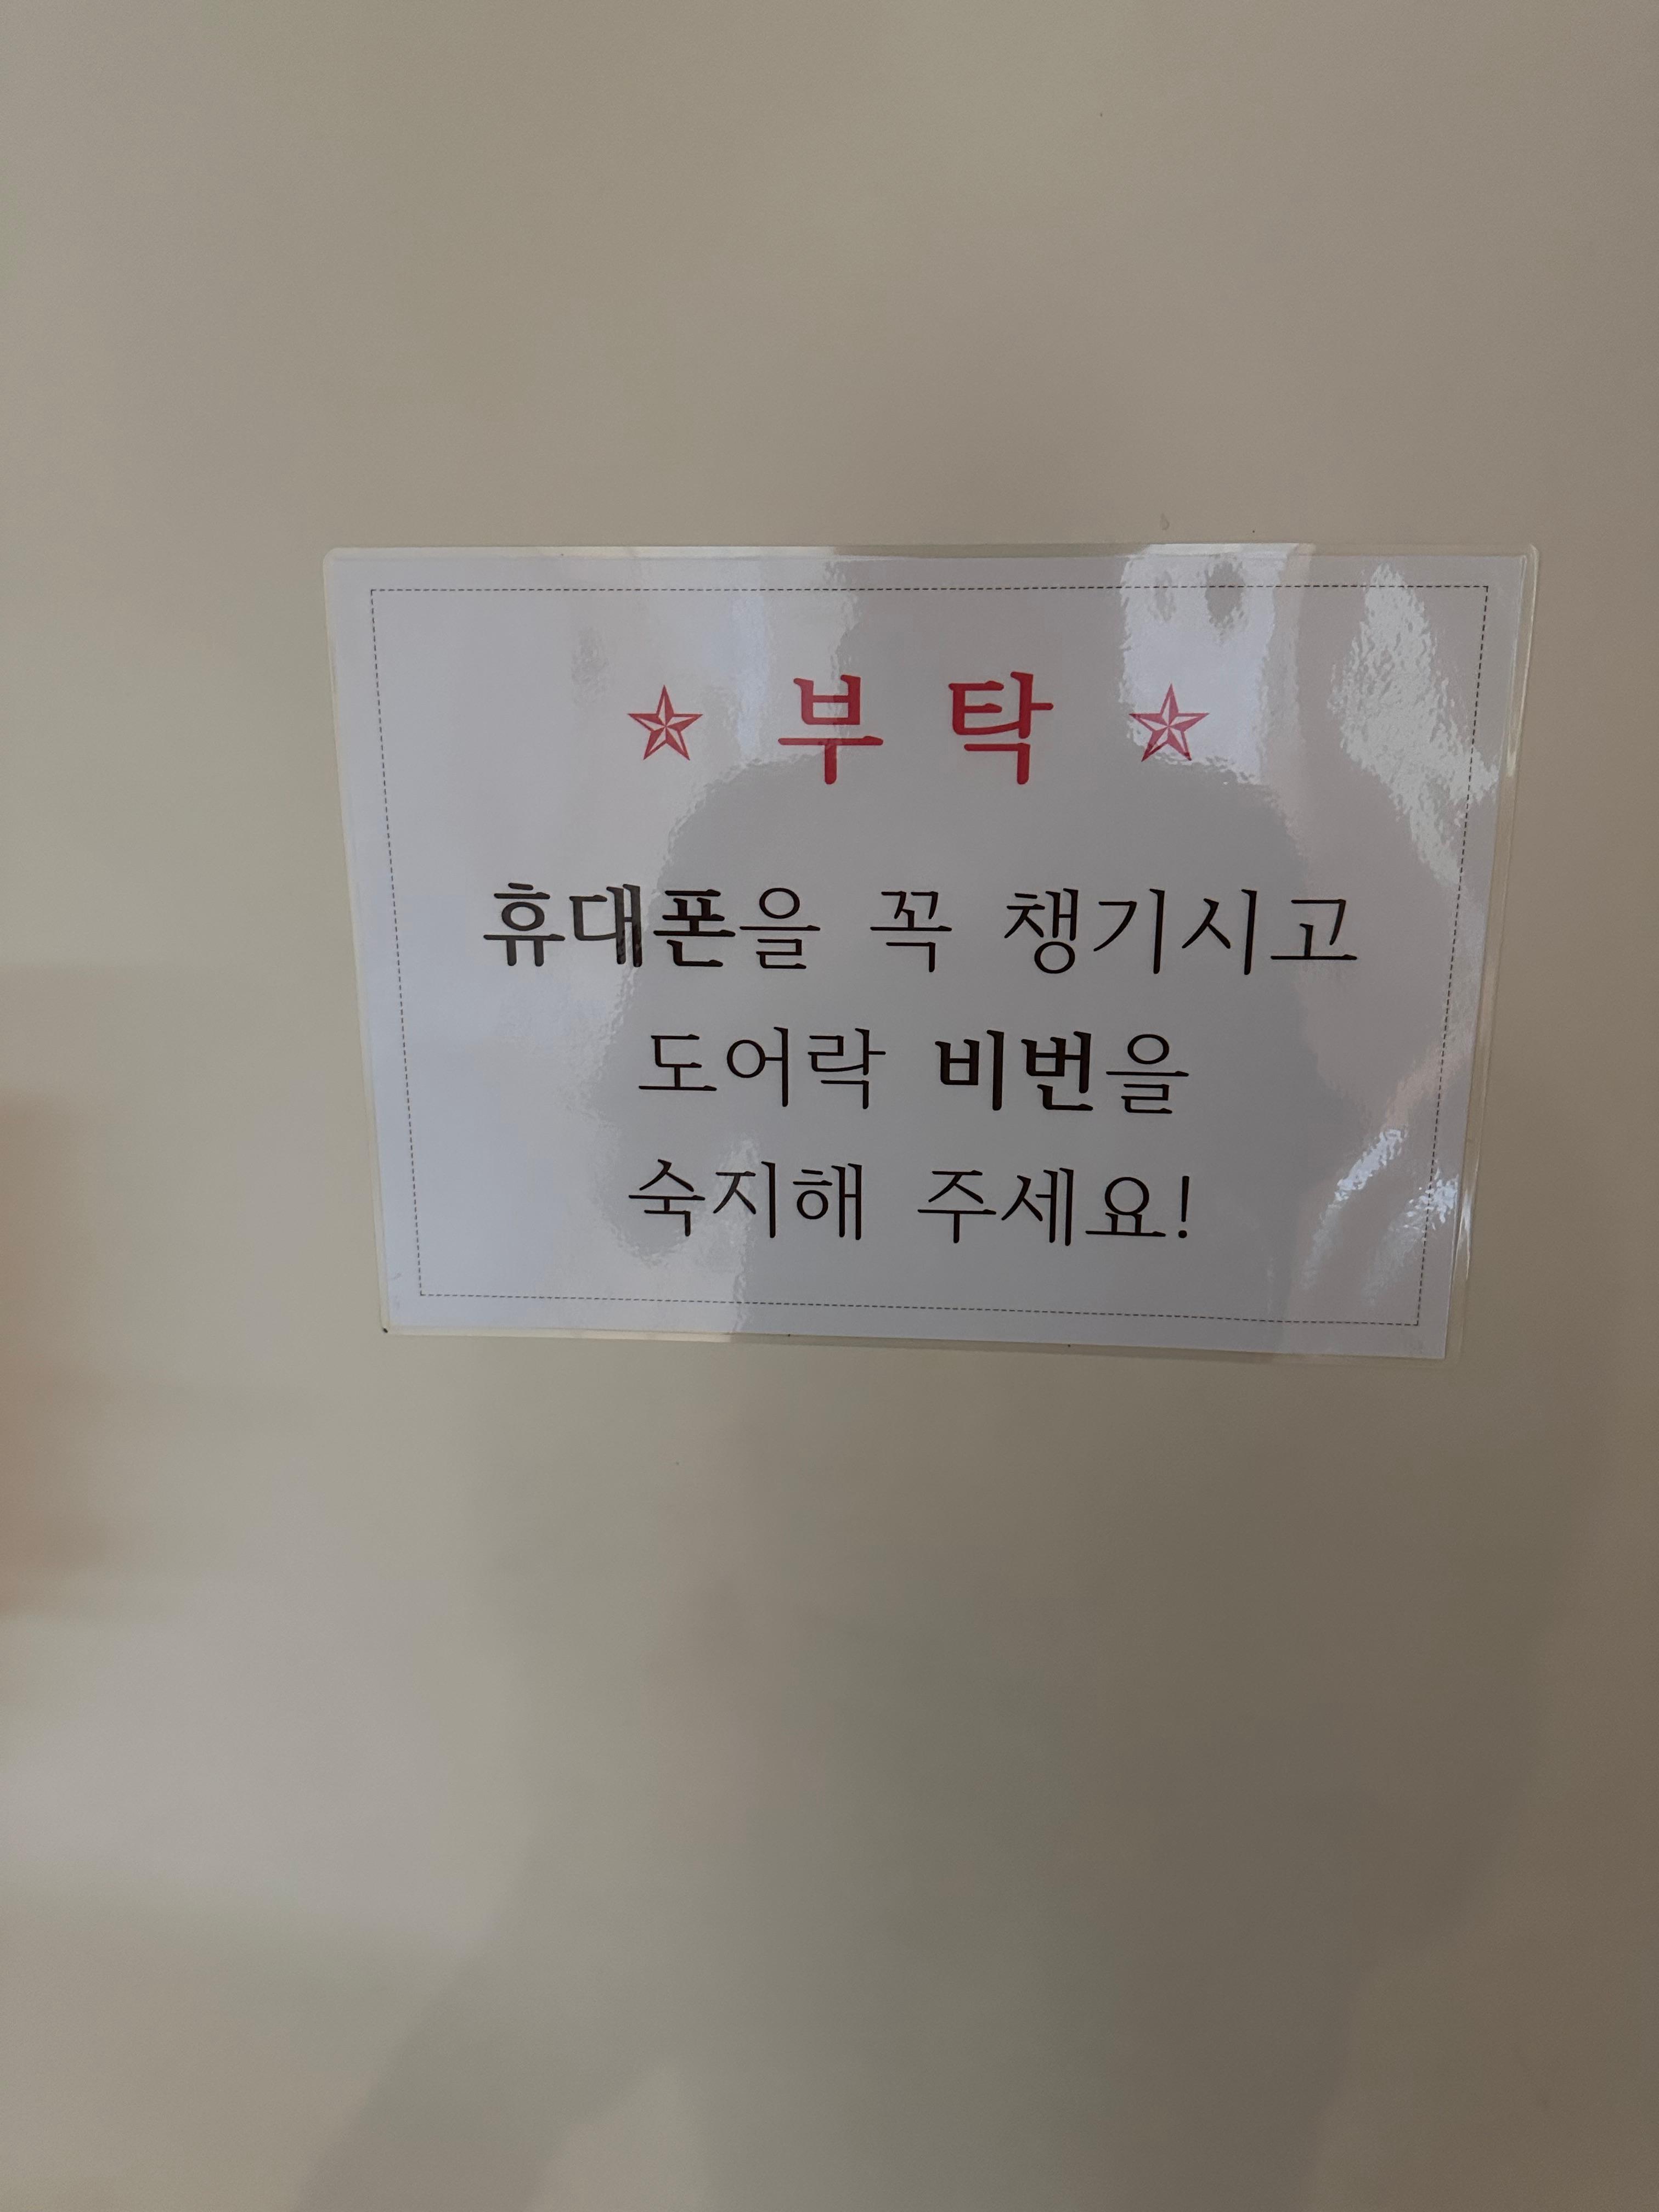 ★ 부 탁 ★
휴대폰을 꼭 챙기시고
도어락 비번을
숙지해 주세요!